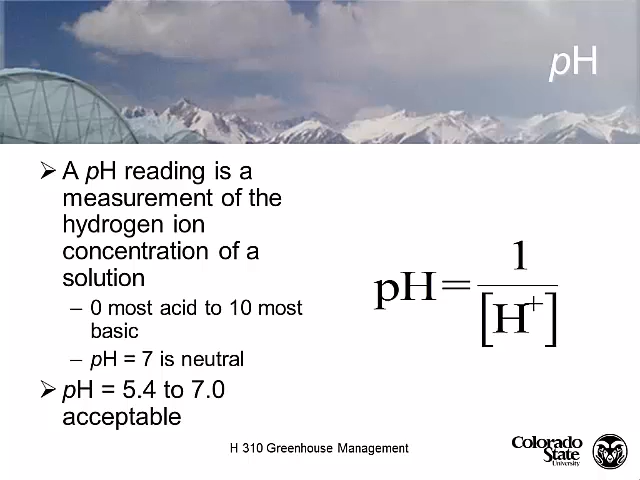 pH
➢ A pH reading is a
measurement of the
hydrogen ion
concentration of a
solution
– 0 most acid to 10 most
basic
– pH = 7 is neutral
➢ pH = 5.4 to 7.0
acceptable
pH = 1
[H+]
H 310 Greenhouse Management
Colorado
State
University